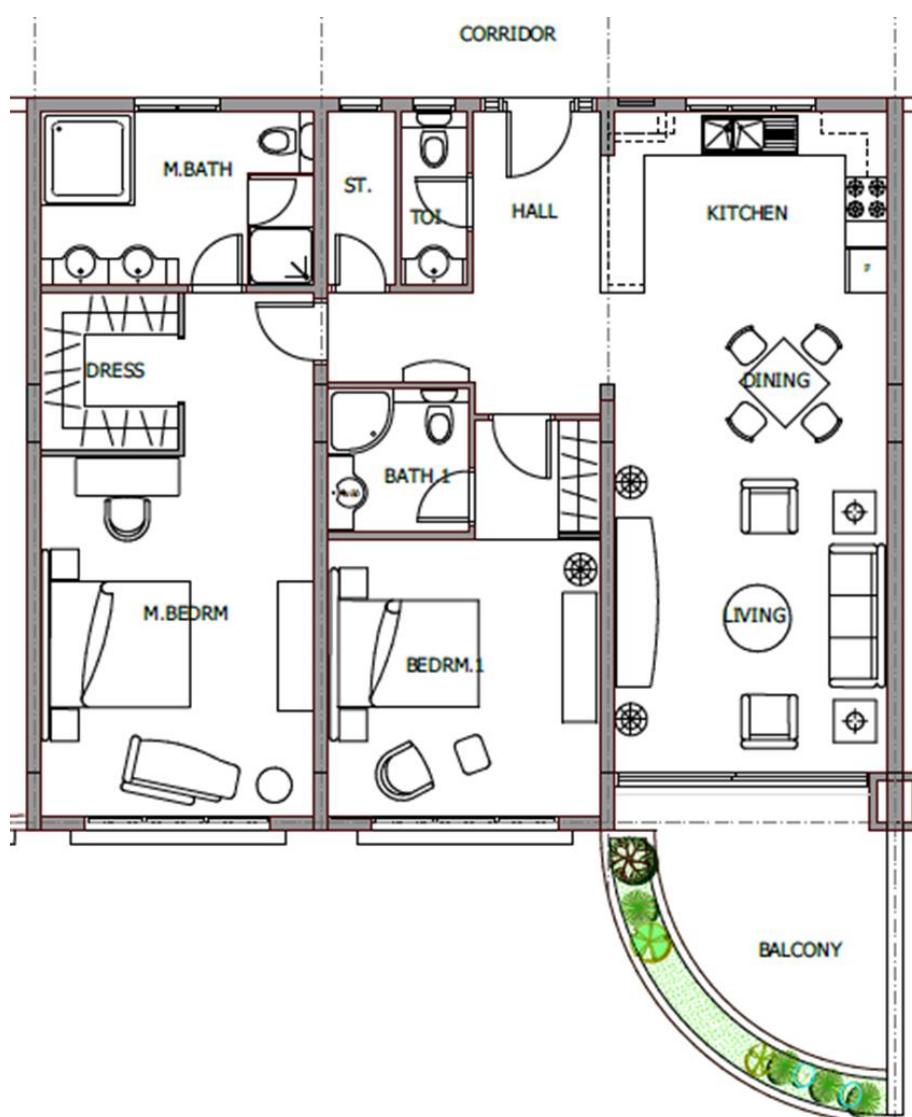 CORRIDOR
M.BATH
ST.
TOI.
HALL
KITCHEN
F
DRESS
DINING
BATH.1
M.BEDRM
LIVING
BEDRM.1
BALCONY